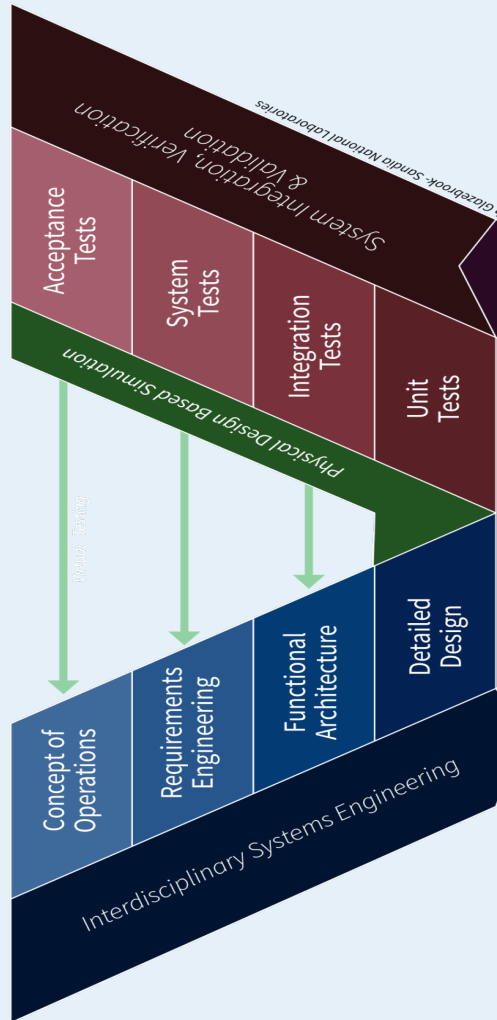 Interdisciplinary Systems Engineering
Concept of
Operations
Requirements
Engineering
Functional
Architecture
Detailed
Design
Physical Design Based Simulation
Acceptance
Tests
System
Tests
Integration
Tests
Unit
Tests
System Integration, Verification
& Validation
Glazebrook- Sandia National Laboratories